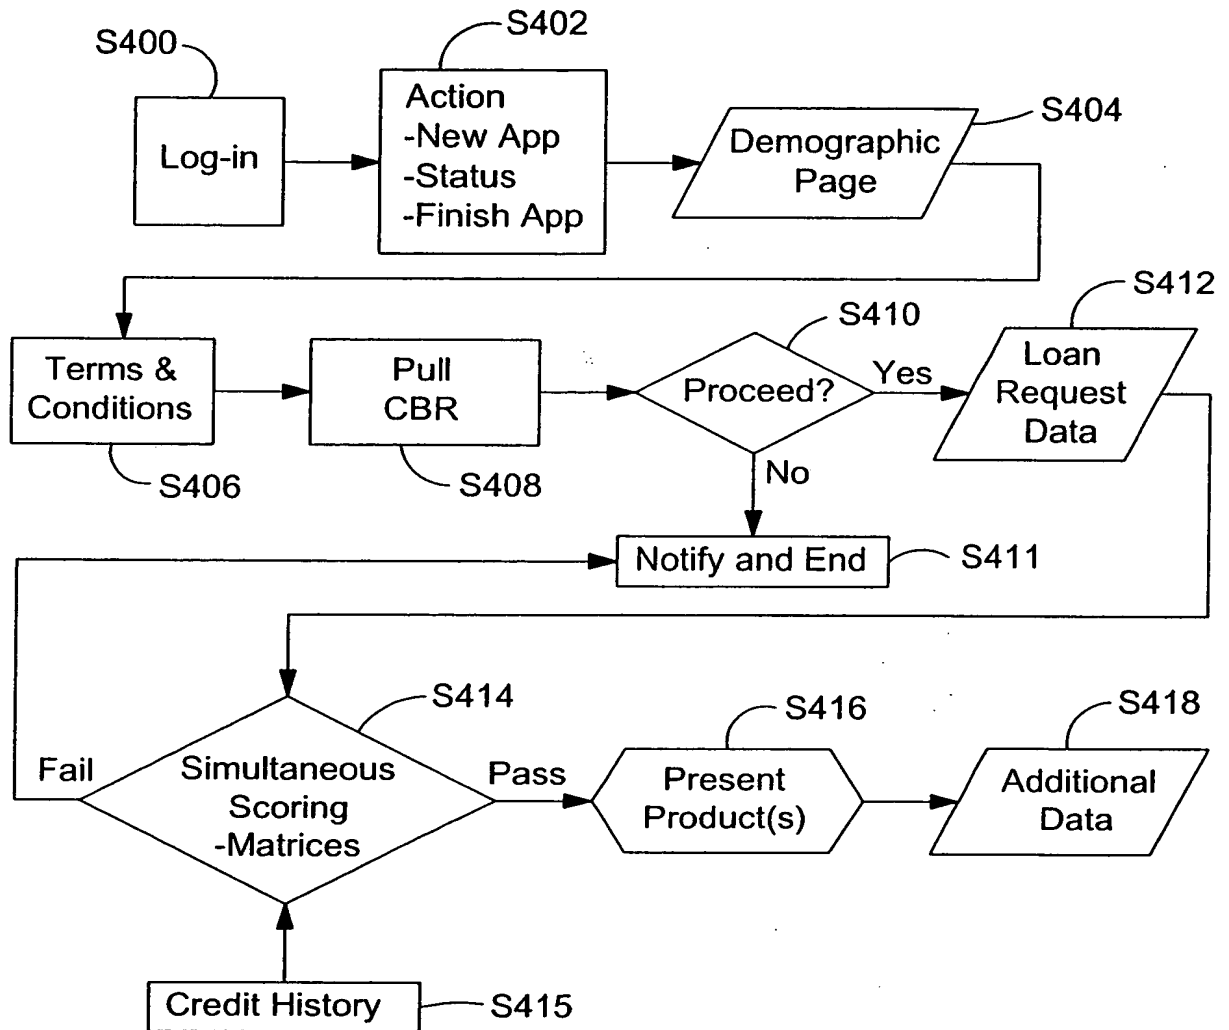 S400
S402
Log-in
Action
-New App
-Status
-Finish App
S404
Demographic
Page
S412
S410
Terms &
Conditions
Pull
CBR
Proceed?
Yes
Loan
Request
Data
S406
S408
No
Notify and End
S411
S414
S416
S418
Fail
Simultaneous
Scoring
-Matrices
Pass
Present
Product(s)
Additional
Data
Credit History
S415